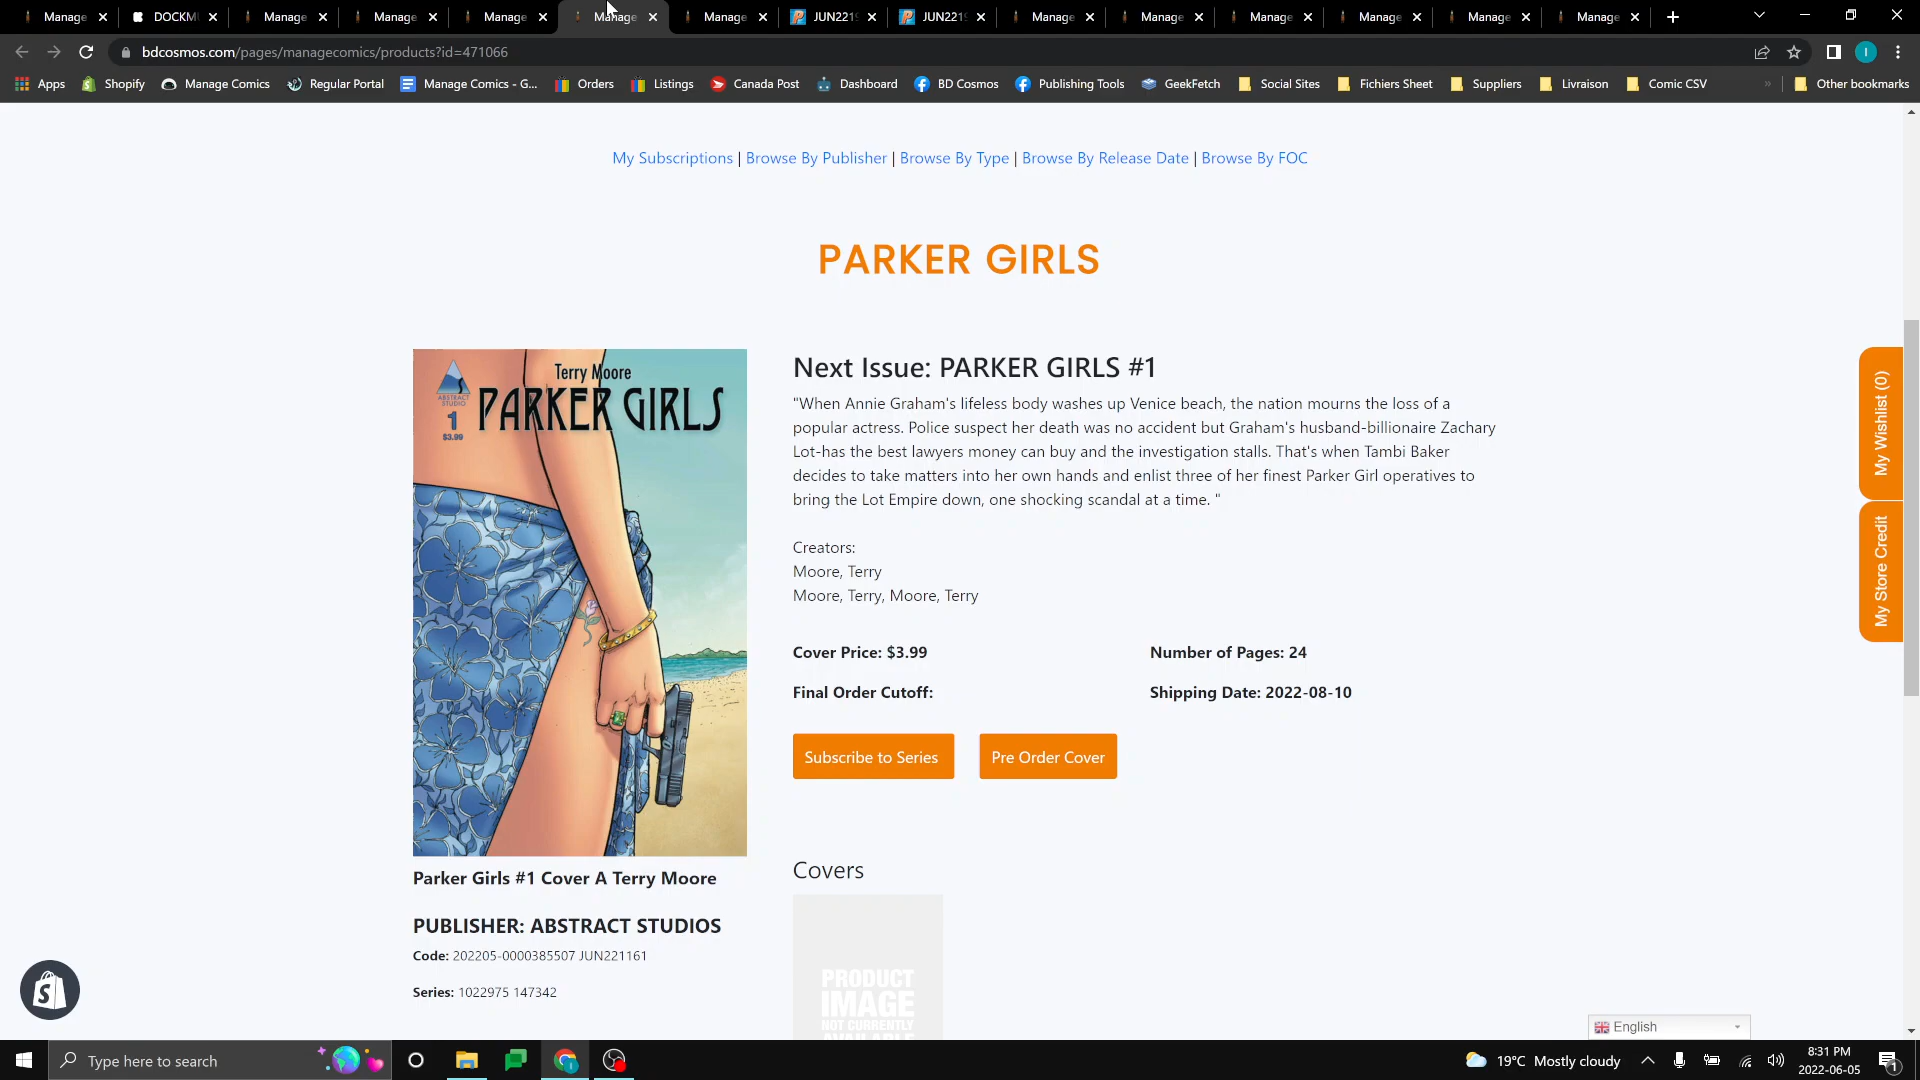 Manage
DOCKM
Manage
Manage
Manage
Manage
Manage
JUN221
JUN221
Manage
Manage
Manage
Manage
Manage
Manage
bdcosmos.com/pages/managecomics/products?id=471066
I
Apps
Shopify
Manage Comics
Regular Portal
Manage Comics - G...
Orders
Listings
Canada Post
Dashboard
BD Cosmos
Publishing Tools
GeekFetch
Social Sites
Fichiers Sheet
Suppliers
Livraison
Comic CSV
»
Other bookmarks
My Subscriptions | Browse By Publisher | Browse By Type | Browse By Release Date | Browse By FOC
PARKER GIRLS
Terry Moore
ABSTRACT
STUDIO
PARKER GIRLS
1
$3.99
Next Issue: PARKER GIRLS #1
"When Annie Graham's lifeless body washes up Venice beach, the nation mourns the loss of a
popular actress. Police suspect her death was no accident but Graham's husband-billionaire Zachary
Lot-has the best lawyers money can buy and the investigation stalls. That's when Tambi Baker
decides to take matters into her own hands and enlist three of her finest Parker Girl operatives to
bring the Lot Empire down, one shocking scandal at a time. "
Creators:
Moore, Terry
Moore, Terry, Moore, Terry
Cover Price: $3.99
Number of Pages: 24
Final Order Cutoff:
Shipping Date: 2022-08-10
Subscribe to Series
Pre Order Cover
My Wishlist (0)
My Store Credit
Parker Girls #1 Cover A Terry Moore
PUBLISHER: ABSTRACT STUDIOS
Code: 202205-0000385507 JUN221161
Series: 1022975 147342
Covers
PRODUCT
IMAGE
NOT CURRENTLY
AVAILABLE
English
Type here to search
19°C Mostly cloudy
8:31 PM
2022-06-05
1